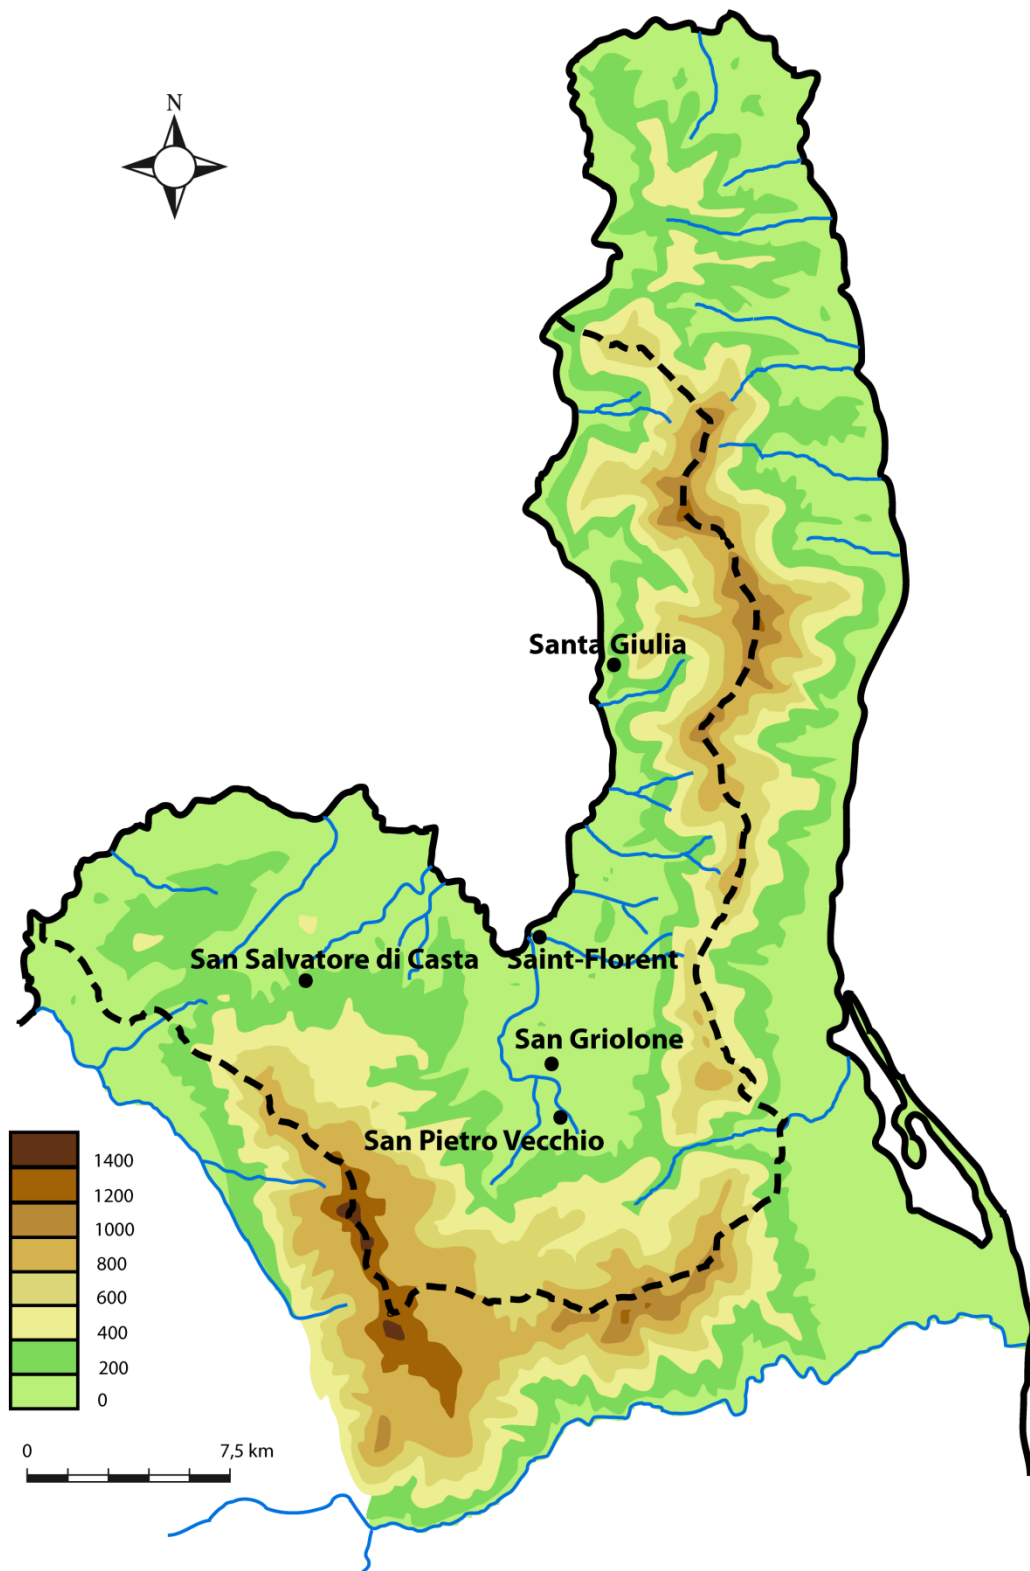 N
Santa Giulia
San Salvatore di Casta
Saint-Florent
San Griolone
San Pietro Vecchio
1400
1200
1000
800
600
400
200
0
0 7,5 km